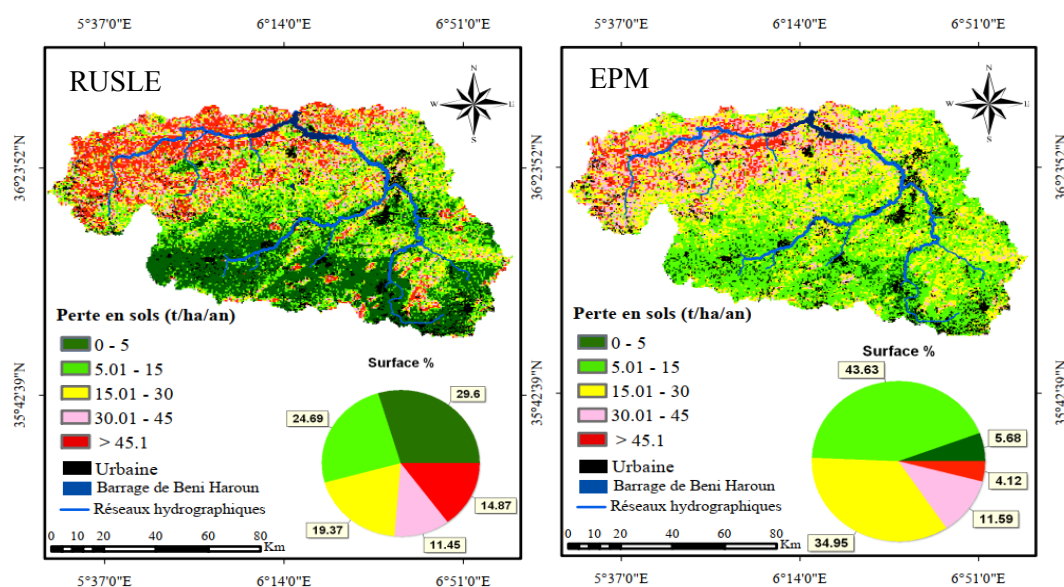 5°37'0"E 6°14'0"E 6°51'0"E
RUSLE
N
W E
S
36°23'52"N
35°42'39"N
Perte en sols (t/ha/an)
0 - 5
5.01 - 15
15.01 - 30
30.01 - 45
> 45.1
Urbaine
Barrage de Beni Haroun
Réseaux hydrographiques
0 10 20 40 60 80
Km
Surface %
29.6
24.69
14.87
19.37
11.45
5°37'0"E 6°14'0"E 6°51'0"E
5°37'0"E 6°14'0"E 6°51'0"E
EPM
N
W E
S
36°23'52"N
35°42'39"N
Perte en sols (t/ha/an)
0 - 5
5.01 - 15
15.01 - 30
30.01 - 45
> 45.1
Urbaine
Barrage de Beni Haroun
Réseaux hydrographiques
0 10 20 40 60 80
Km
Surface %
43.63
5.68
4.12
11.59
34.95
5°37'0"E 6°14'0"E 6°51'0"E